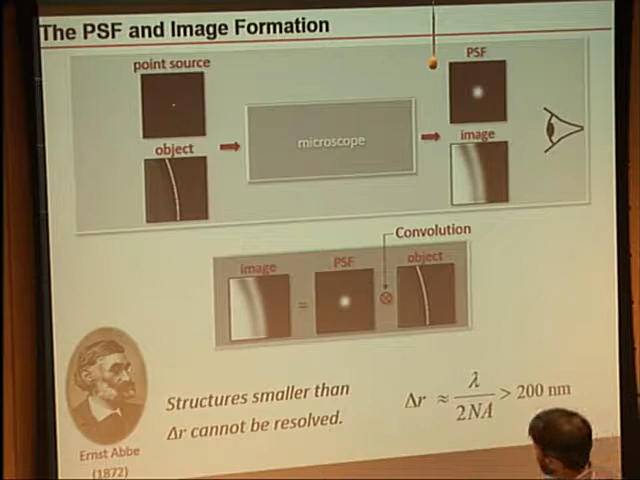 The PSF and Image Formation
point source
PSF
object
microscope
image
Convolution
image
PSF
object
=
⊗
Structures smaller than
Δr cannot be resolved.
Δr ≈ λ / 2NA > 200 nm
Ernst Abbe
(1872)